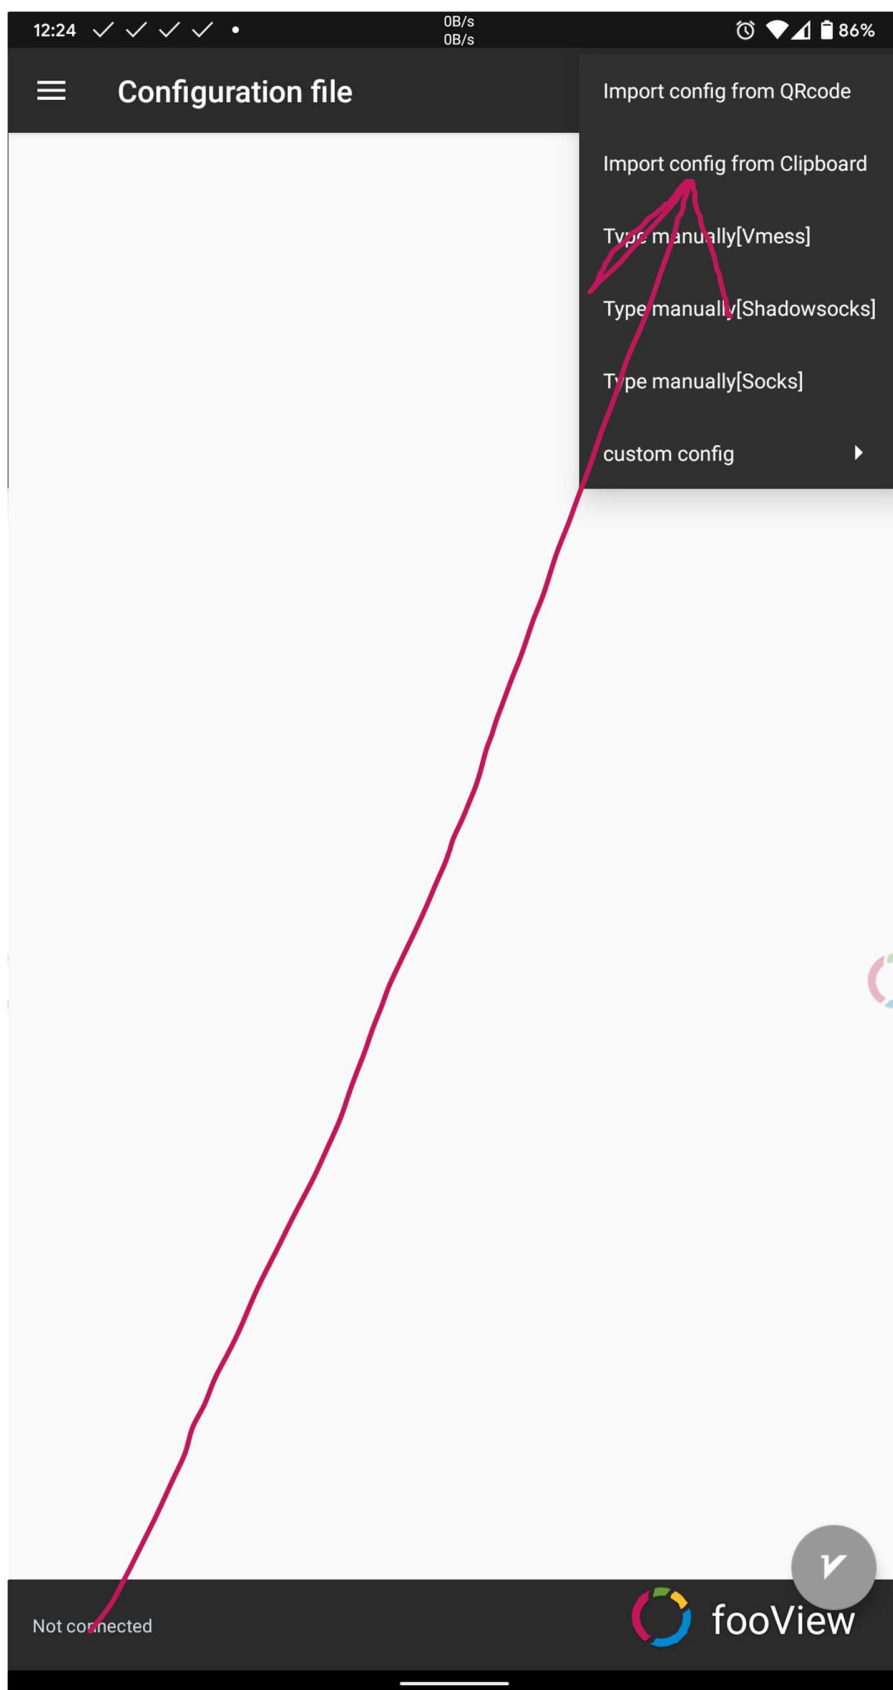 12:24
0B/s
0B/s
86%
Configuration file
Import config from QRcode
Import config from Clipboard
Type manually[Vmess]
Type manually[Shadowsocks]
Type manually[Socks]
custom config
Not connected
fooView